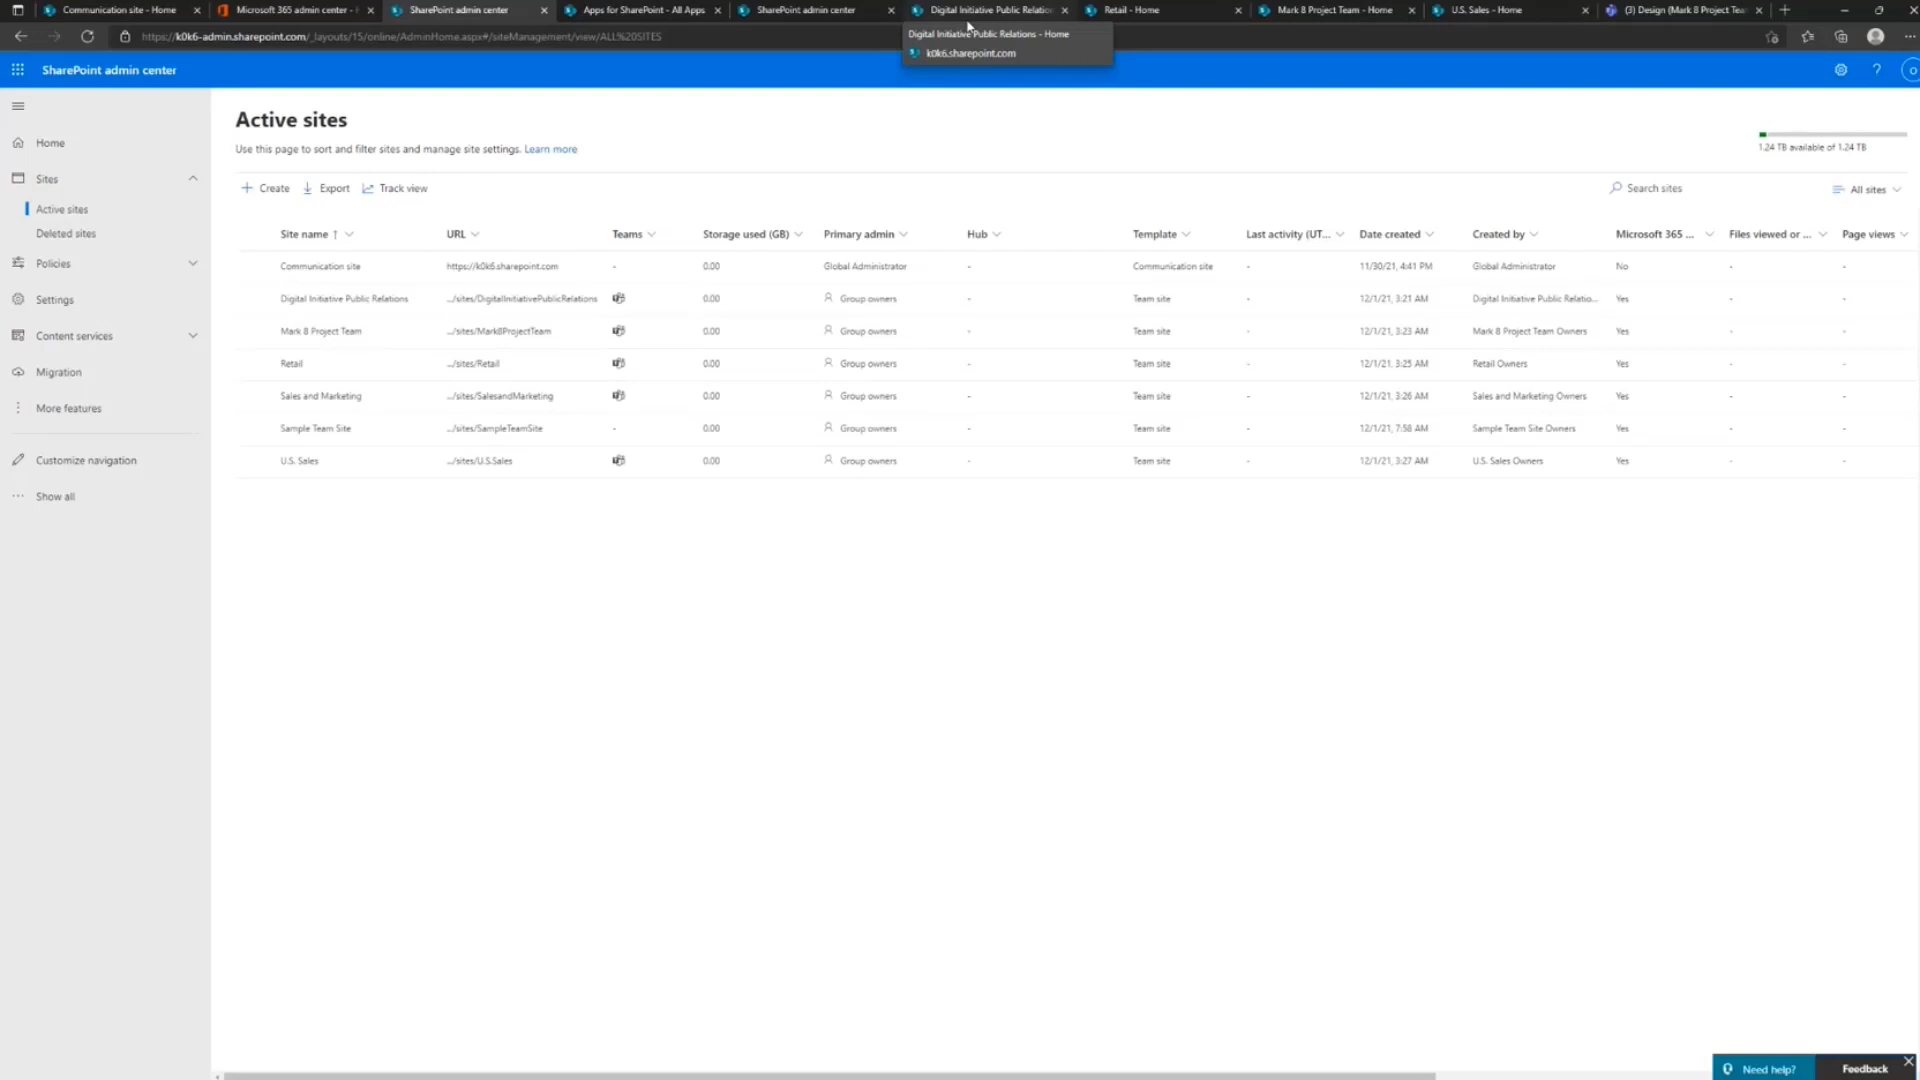 Communication site - Home
Microsoft 365 admin center -
SharePoint admin center
Apps for SharePoint - All Apps
SharePoint admin center
Digital Initiative Public Relation
Retail - Home
Mark 8 Project Team - Home
U.S. Sales - Home
(3) Design (Mark 8 Project Tea
https://k0k6-admin.sharepoint.com/_layouts/15/online/AdminHome.aspx#/siteManagement/view/ALL%20SITES
Digital Initiative Public Relations - Home
k0k6.sharepoint.com
SharePoint admin center
?
Home
Sites
Active sites
Deleted sites
Policies
Settings
Content services
Migration
More features
Customize navigation
Show all
Active sites
Use this page to sort and filter sites and manage site settings. Learn more
1.24 TB available of 1.24 TB
Create Export Track view
Search sites All sites
Site name ↑ URL Teams Storage used (GB) Primary admin Hub Template Last activity (UT... Date created Created by Microsoft 365 ... Files viewed or ... Page views
Communication site https://k0k6.sharepoint.com - 0.00 Global Administrator - Communication site - 11/30/21, 4:41 PM Global Administrator No - -
Digital Initiative Public Relations .../sites/DigitalInitiativePublicRelations 0.00 Group owners - Team site - 12/1/21, 3:21 AM Digital Initiative Public Relatio... Yes - -
Mark 8 Project Team .../sites/Mark8ProjectTeam 0.00 Group owners - Team site - 12/1/21, 3:23 AM Mark 8 Project Team Owners Yes - -
Retail .../sites/Retail 0.00 Group owners - Team site - 12/1/21, 3:25 AM Retail Owners Yes - -
Sales and Marketing .../sites/SalesandMarketing 0.00 Group owners - Team site - 12/1/21, 3:26 AM Sales and Marketing Owners Yes - -
Sample Team Site .../sites/SampleTeamSite - 0.00 Group owners - Team site - 12/1/21, 7:58 AM Sample Team Site Owners Yes - -
U.S. Sales .../sites/U.S.Sales 0.00 Group owners - Team site - 12/1/21, 3:27 AM U.S. Sales Owners Yes - -
Need help? Feedback